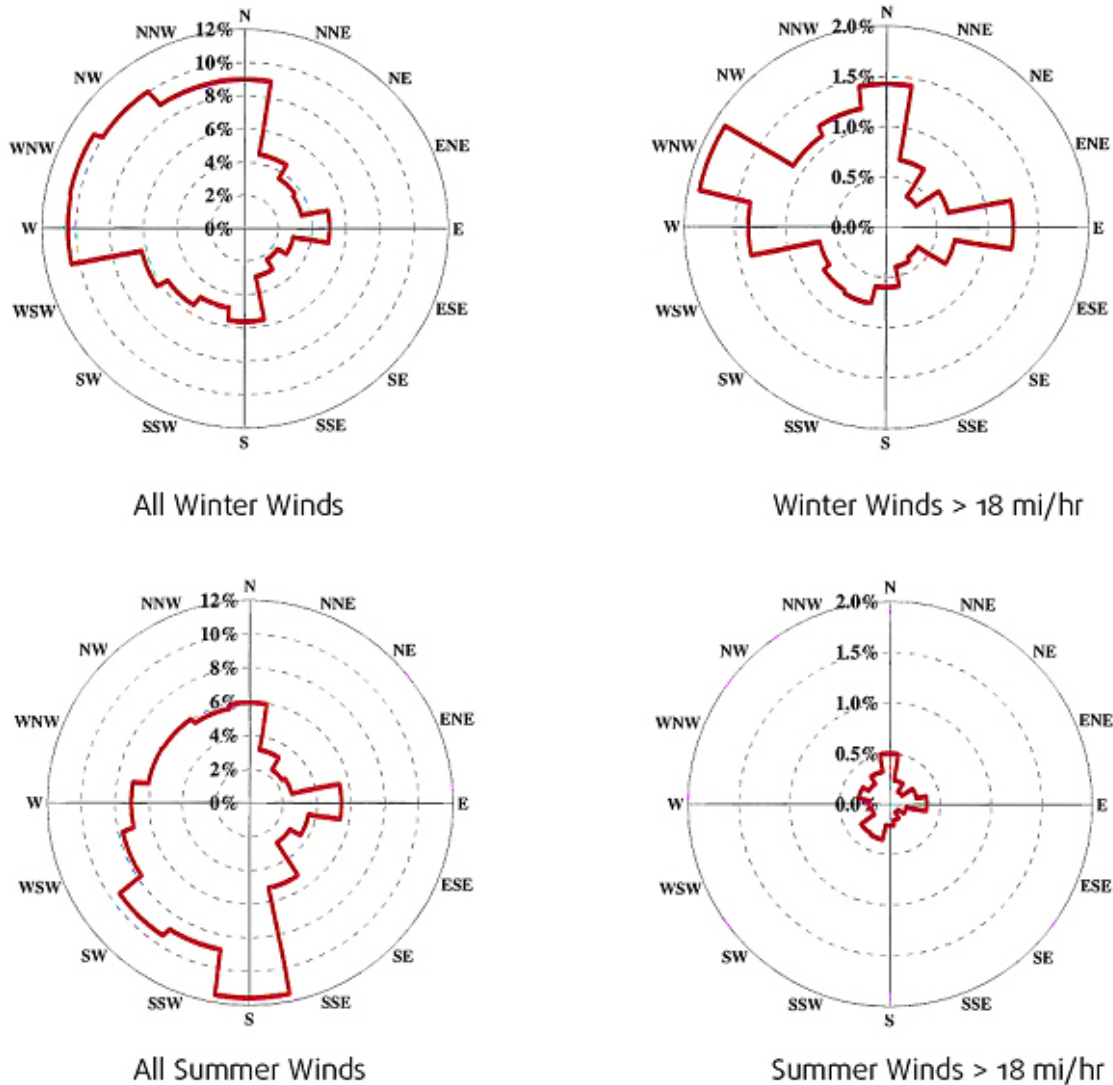 N
12%
NNW
NNE
10%
NW
NE
8%
6%
WNW
ENE
4%
2%
0%
W
E
WSW
ESE
SW
SE
SSW
SSE
S
All Winter Winds
N
2.0%
NNW
NNE
NW
1.5%
NE
1.0%
WNW
ENE
0.5%
0.0%
W
E
WSW
ESE
SW
SE
SSW
SSE
S
Winter Winds > 18 mi/hr
N
12%
NNW
NNE
10%
NW
NE
8%
6%
WNW
ENE
4%
2%
0%
W
E
WSW
ESE
SW
SE
SSW
SSE
S
All Summer Winds
N
2.0%
NNW
NNE
NW
1.5%
NE
1.0%
WNW
ENE
0.5%
0.0%
W
E
WSW
ESE
SW
SE
SSW
SSE
S
Summer Winds > 18 mi/hr